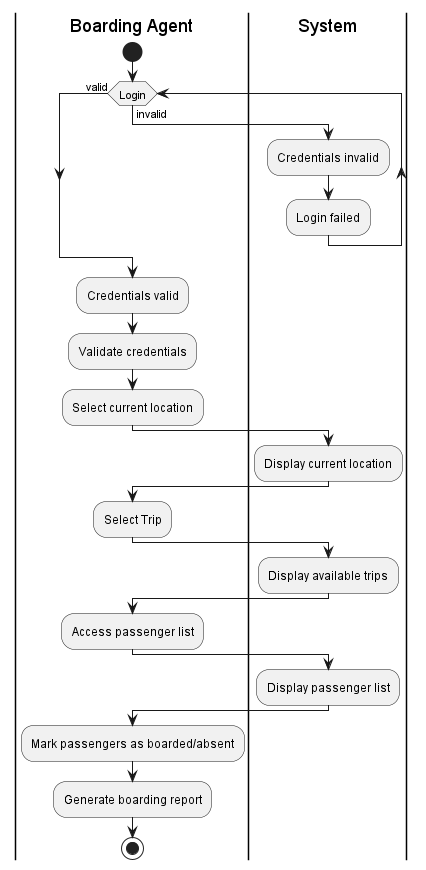 Boarding Agent
System
valid
Login
invalid
Credentials invalid
Login failed
Credentials valid
Validate credentials
Select current location
Display current location
Select Trip
Display available trips
Access passenger list
Display passenger list
Mark passengers as boarded/absent
Generate boarding report